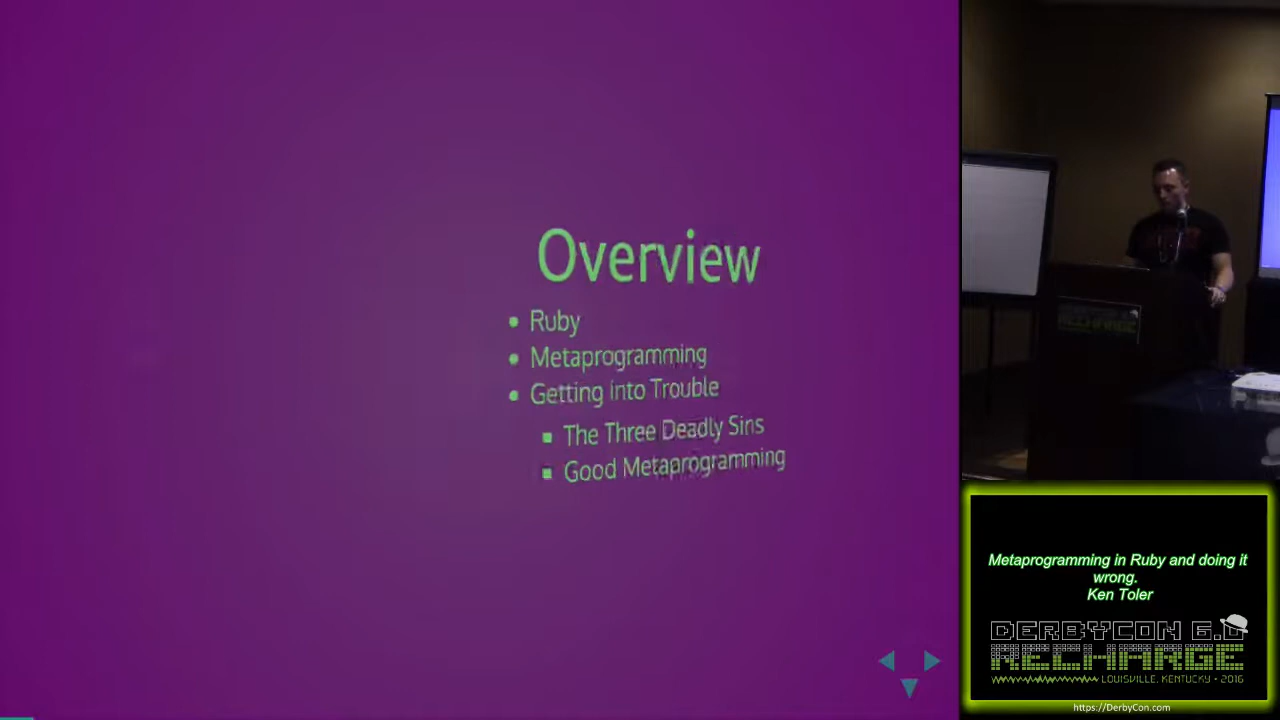 Overview
Ruby
Metaprogramming
Getting into Trouble
The Three Deadly Sins
Good Metaprogramming
RECHARGE
Metaprogramming in Ruby and doing it
wrong.
Ken Toler
DERBYCON 6.0
RECHARGE
LOUISVILLE, KENTUCKY • 2016
https://DerbyCon.com